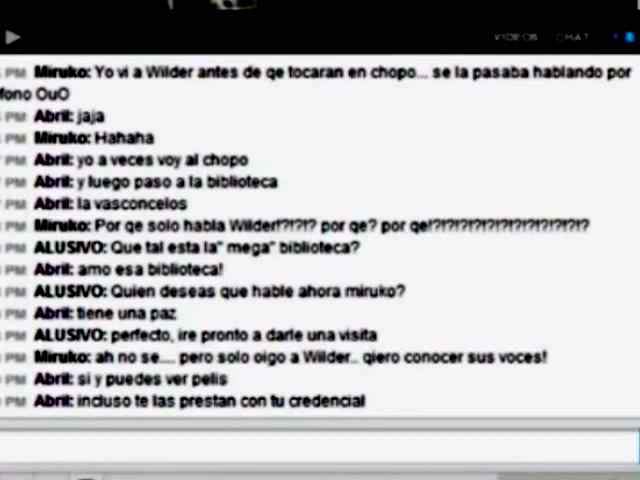 VIDEOS CHAT
PM Miruko: Yo vi a Wilder antes de qe tocaran en chopo... se la pasaba hablando por
fono OuO
PM Abril: jaja
PM Miruko: Hahaha
PM Abril: yo a veces voy al chopo
PM Abril: y luego paso a la biblioteca
PM Abril: la vasconcelos
PM Miruko: Por qe solo habla Wilder!?!?!? por qe? por qe!?!?!?!?!?!?!?!?!?!?!?!?
PM ALUSIVO: Que tal esta la" mega" biblioteca?
PM Abril: amo esa biblioteca!
PM ALUSIVO: Quien deseas que hable ahora miruko?
PM Abril: tiene una paz
PM ALUSIVO: perfecto, ire pronto a darle una visita
PM Miruko: ah no se.... pero solo oigo a Wilder.. qiero conocer sus voces!
PM Abril: si y puedes ver pelis
PM Abril: incluso te las prestan con tu credencial